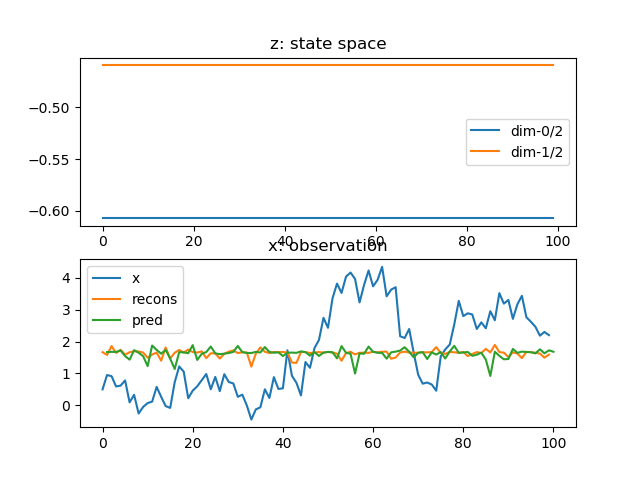 z: state space
−0.50
−0.55
−0.60
dim-0/2
dim-1/2
0 20 40 60 80 100
x: observation
4
3
2
1
0
x
recons
pred
0 20 40 60 80 100